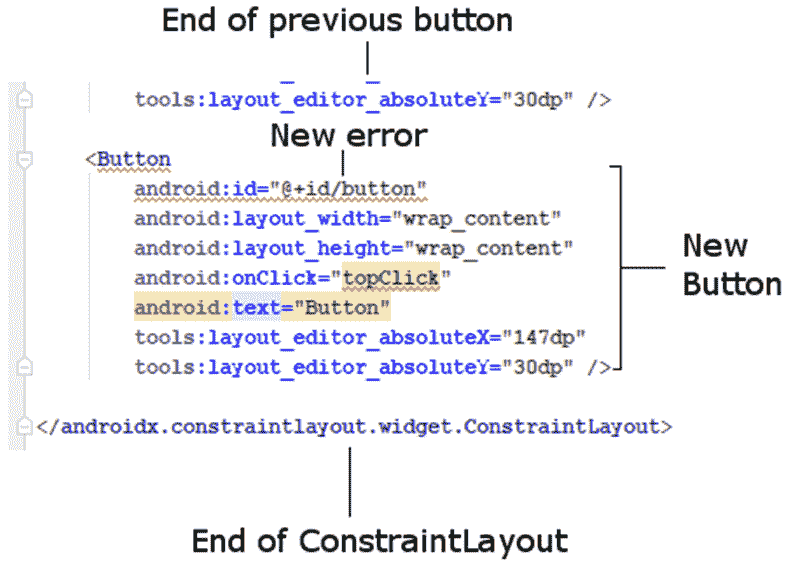 End of previous button
tools:layout_editor_absoluteY="30dp" />
New error
<Button
android:id="@+id/button"
android:layout_width="wrap_content"
android:layout_height="wrap_content"
android:onClick="topClick"
android:text="Button"
tools:layout_editor_absoluteX="147dp"
tools:layout_editor_absoluteY="30dp" />
New
Button
</androidx.constraintlayout.widget.ConstraintLayout>
End of ConstraintLayout